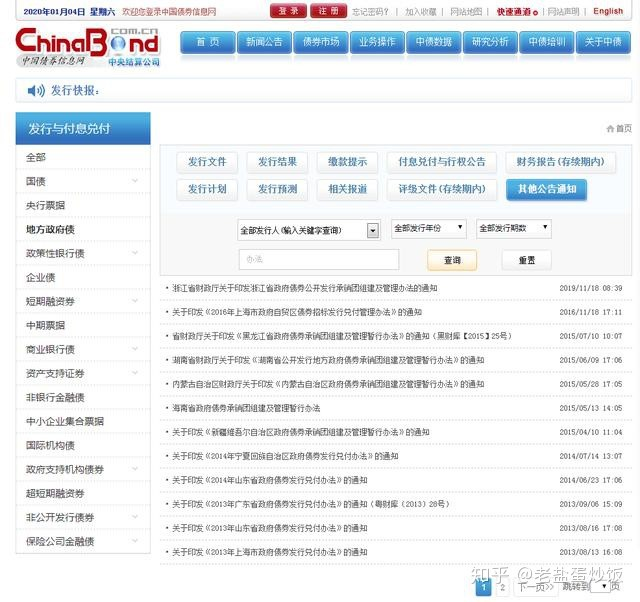 2020年01月04日 星期六 欢迎您登录中国债券信息网 登 录 注 册 忘记密码? | 加入收藏 | 网站地图 | 快速通道 | 网站声明 | English
ChinaBond
.com.cn
中国债券信息网 中央结算公司
首 页 新闻公告 债券市场 业务操作 中债数据 研究分析 中债培训 关于中债
发行快报：
发行与付息兑付
首页
全部
国债
央行票据
地方政府债
政策性银行债
企业债
短期融资券
中期票据
商业银行债
资产支持证券
非银行金融债
中小企业集合票据
国际机构债
政府支持机构债券
超短期融资券
非公开发行债券
保险公司金融债
发行文件 发行结果 缴款提示 付息兑付与行权公告 财务报告(存续期内)
发行计划 发行预测 相关报道 评级文件(存续期内) 其他公告通知
全部发行人(输入关键字查询) 全部发行年份 全部发行期数
办法 查询 重置
浙江省财政厅关于印发浙江省政府债券公开发行承销团组建及管理办法的通知 2019/11/18 08:39
关于印发《2016年上海市政府自贸区债券招标发行兑付管理办法》的通知 2016/11/18 17:11
省财政厅关于印发《黑龙江省政府债券承销团组建及管理暂行办法》的通知（黑财库【2015】25号） 2015/07/10 10:07
湖南省财政厅关于印发《湖南省公开发行地方政府债券承销团组建及管理暂行办法》的通知 2015/06/09 17:06
内蒙古自治区财政厅关于印发《内蒙古自治区政府债券承销团组建及管理暂行办法》的通知 2015/05/28 17:05
海南省政府债券承销团组建及管理暂行办法 2015/05/13 14:05
关于印发《新疆维吾尔自治区政府债券承销团组建及管理暂行办法》的通知 2015/04/10 11:04
关于印发《2014年宁夏回族自治区政府债券发行兑付办法》的通知 2014/07/14 13:07
关于印发《2014年山东省政府债券发行兑付办法》的通知 2014/06/23 17:06
关于印发《2013年广东省政府债券发行兑付办法》的通知（粤财库〔2013〕28号） 2013/09/06 15:09
关于印发《2013年山东省政府债券发行兑付办法》的通知 2013/08/16 17:08
关于印发《2013年上海市政府债券发行兑付办法》的通知 2013/08/13 16:08
1 2 下一页>> 跳转到 页
知乎 @老盐蛋炒饭